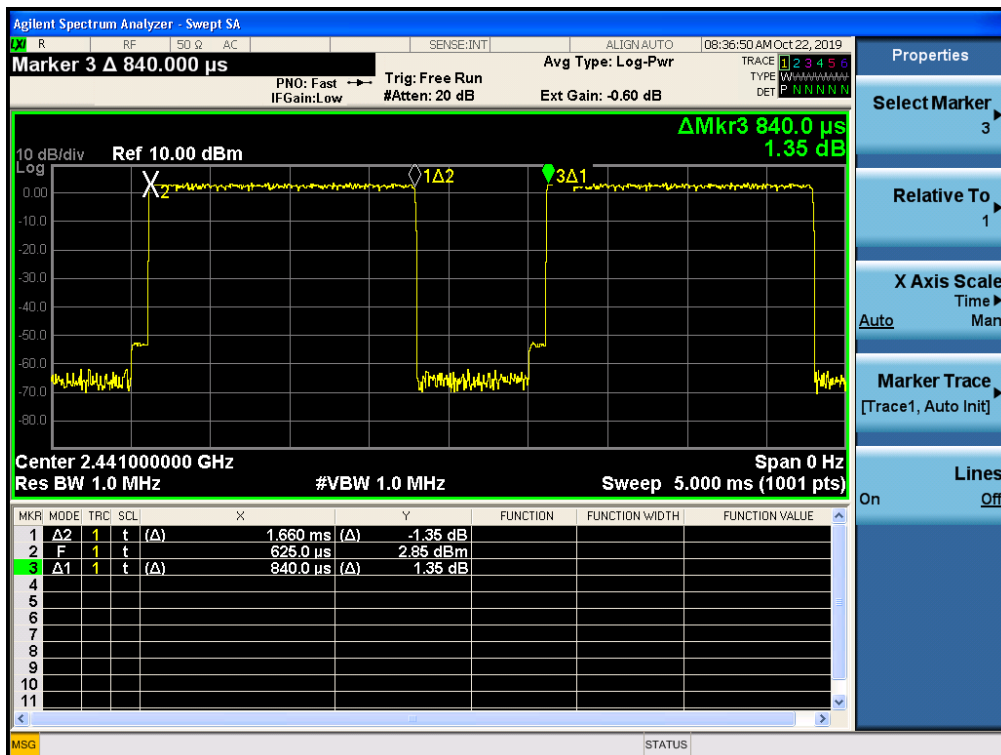 Agilent Spectrum Analyzer - Swept SA
LXI R RF 50 Ω AC SENSE:INT ALIGN AUTO 08:36:50 AM Oct 22, 2019
Marker 3 Δ 840.000 µs
PNO: Fast
IFGain:Low
Trig: Free Run
#Atten: 20 dB
Avg Type: Log-Pwr
Ext Gain: -0.60 dB
TRACE 1 2 3 4 5 6
TYPE W
DET P N N N N N
ΔMkr3 840.0 µs
1.35 dB
10 dB/div Ref 10.00 dBm
Log
0.00
-10.0
-20.0
-30.0
-40.0
-50.0
-60.0
-70.0
-80.0
X2
1Δ2
3Δ1
Center 2.441000000 GHz Span 0 Hz
Res BW 1.0 MHz #VBW 1.0 MHz Sweep 5.000 ms (1001 pts)
MKR MODE TRC SCL X Y FUNCTION FUNCTION WIDTH FUNCTION VALUE
1 Δ2 1 t (Δ) 1.660 ms (Δ) -1.35 dB
2 F 1 t 625.0 µs 2.85 dBm
3 Δ1 1 t (Δ) 840.0 µs (Δ) 1.35 dB
4
5
6
7
8
9
10
11
MSG STATUS
Properties
Select Marker
3
Relative To
1
X Axis Scale
Time
Auto Man
Marker Trace
[Trace1, Auto Init]
Lines
On Off